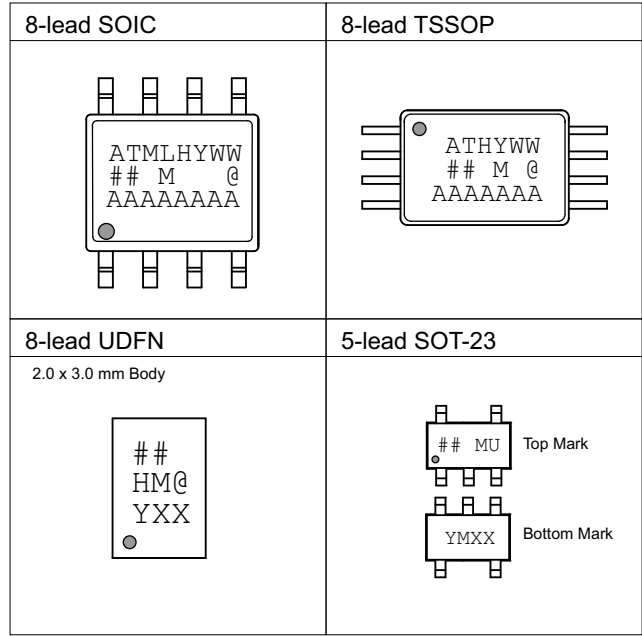 8-lead SOIC
ATMLHYWW
## M @
AAAAAAAA
8-lead TSSOP
ATHYWW
## M @
AAAAAAA
8-lead UDFN
2.0 x 3.0 mm Body
##
HM@
YXX
5-lead SOT-23
## MU
Top Mark
YMXX
Bottom Mark